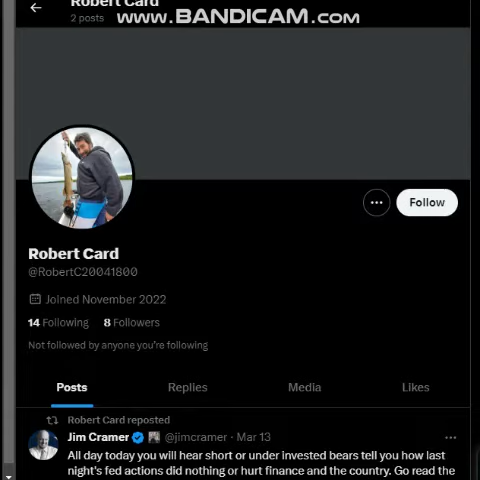 Robert Card
2 posts
www.BANDICAM.com
Follow
Robert Card
@RobertC20041800
Joined November 2022
14 Following 8 Followers
Not followed by anyone you're following
Posts Replies Media Likes
Robert Card reposted
Jim Cramer @jimcramer · Mar 13
All day today you will hear short or under invested bears tell you how last
night's fed actions did nothing or hurt finance and the country. Go read the